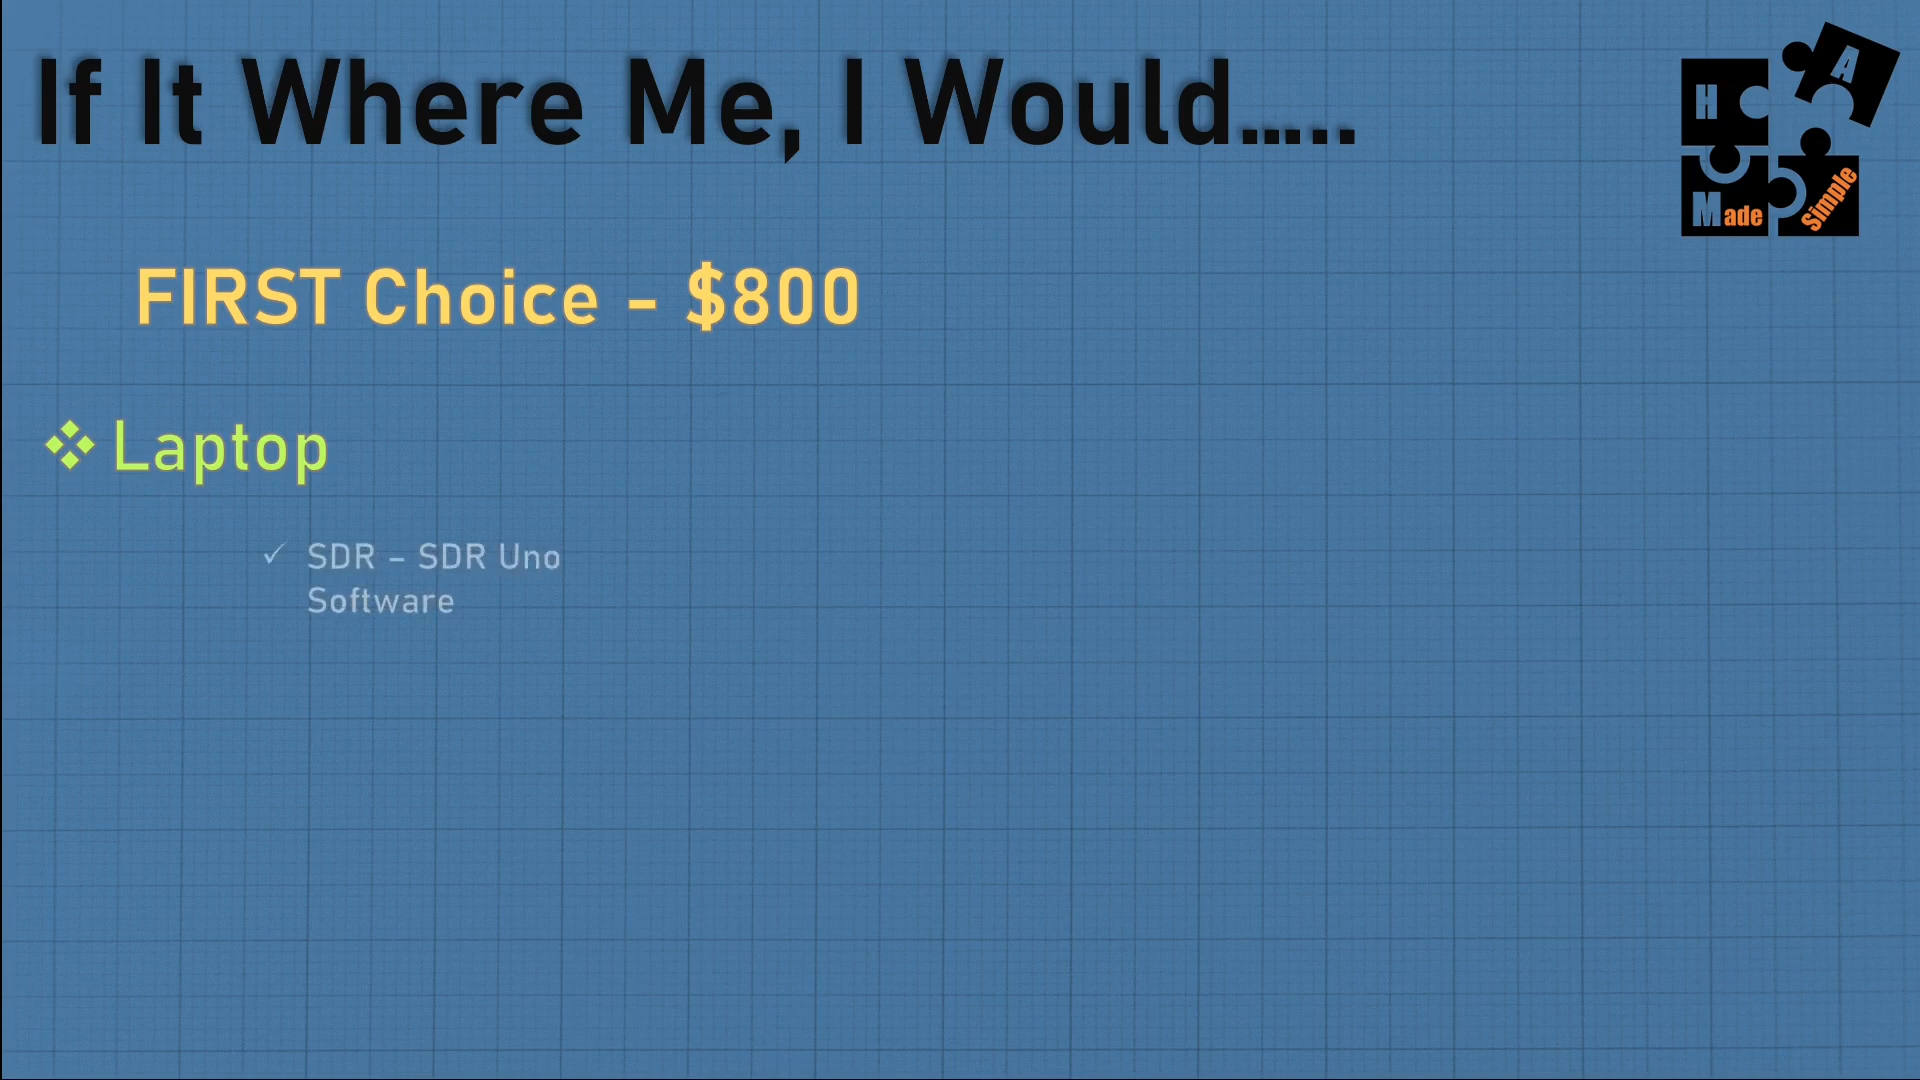 If It Where Me, I Would.....
H
A
Made
Simple
FIRST Choice - $800
Laptop
SDR – SDR Uno
Software